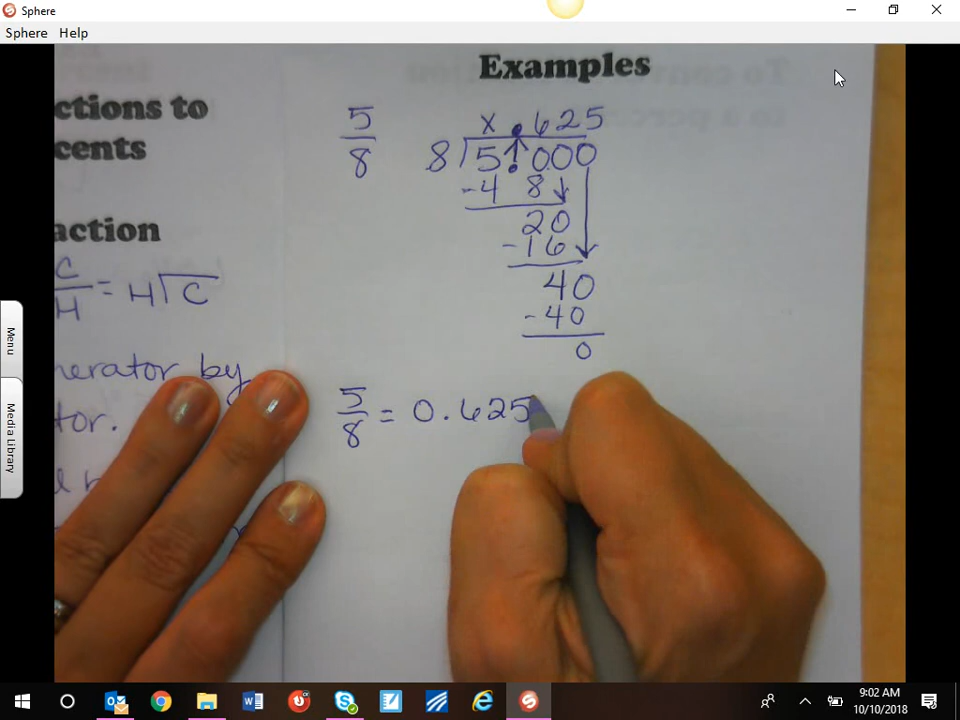 Sphere
Sphere Help
Examples
ctions to
cents
action
C/H = H⟌C
nerator by
tor.
5/8
x.625
8⟌5.000
-4 8
20
-16
40
-40
0
5/8 = 0.625
Menu
Media Library
9:02 AM
10/10/2018